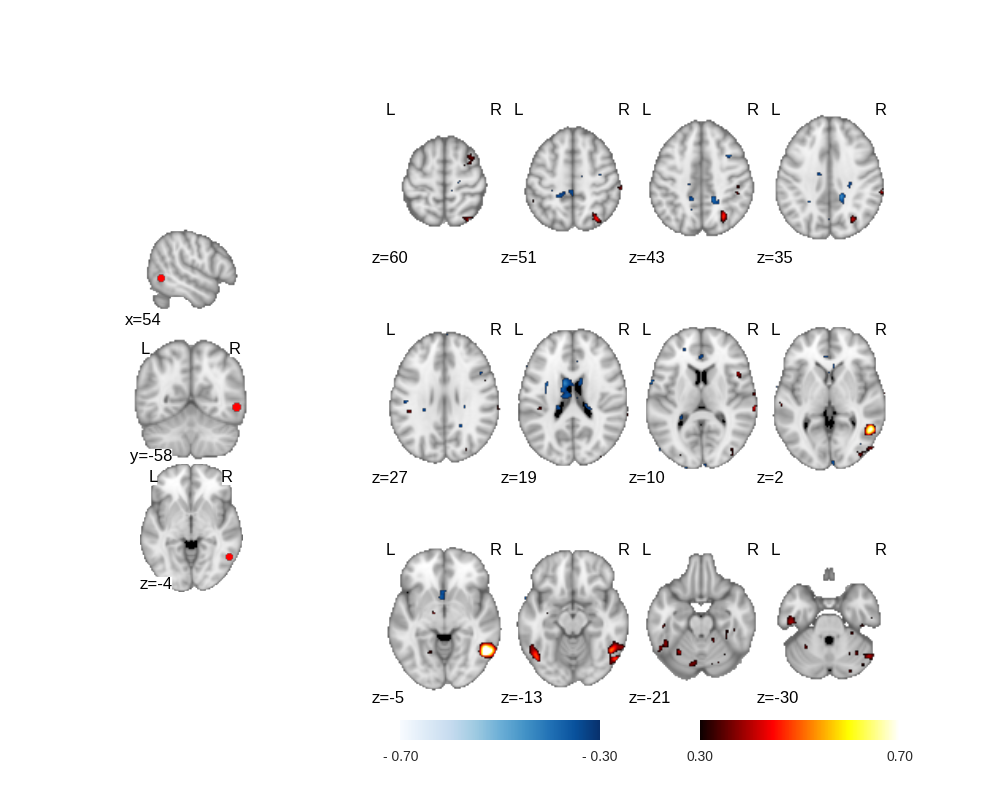 L R L R L R L R
z=60 z=51 z=43 z=35
x=54
L R
y=-58
L R
z=-4
L R L R L R L R
z=27 z=19 z=10 z=2
L R L R L R L R
z=-5 z=-13 z=-21 z=-30
- 0.70 - 0.30 0.30 0.70